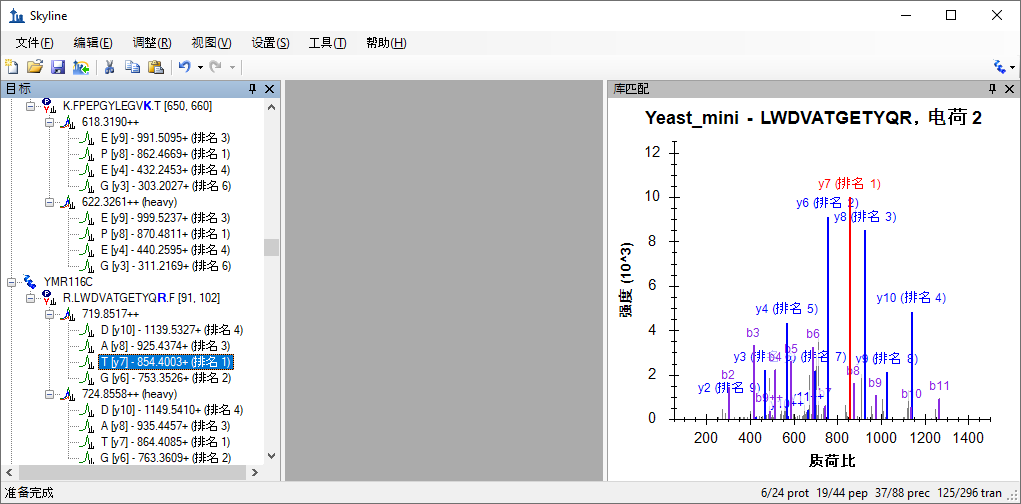 Skyline
文件(F) 编辑(E) 调整(R) 视图(V) 设置(S) 工具(T) 帮助(H)
目标
K.FPEPGYLEGVK.T [650, 660]
618.3190++
E [y9] - 991.5095+ (排名 3)
P [y8] - 862.4669+ (排名 1)
E [y4] - 432.2453+ (排名 4)
G [y3] - 303.2027+ (排名 6)
622.3261++ (heavy)
E [y9] - 999.5237+ (排名 3)
P [y8] - 870.4811+ (排名 1)
E [y4] - 440.2595+ (排名 4)
G [y3] - 311.2169+ (排名 6)
YMR116C
R.LWDVATGETYQR.F [91, 102]
719.8517++
D [y10] - 1139.5327+ (排名 4)
A [y8] - 925.4374+ (排名 3)
T [y7] - 854.4003+ (排名 1)
G [y6] - 753.3526+ (排名 2)
724.8558++ (heavy)
D [y10] - 1149.5410+ (排名 4)
A [y8] - 935.4457+ (排名 3)
T [y7] - 864.4085+ (排名 1)
G [y6] - 763.3609+ (排名 2)
库匹配
Yeast_mini - LWDVATGETYQR, 电荷 2
强度 (10^3)
12
10
8
6
4
2
0
y7 (排名 1)
y6 (排名 2)
y8 (排名 3)
y10 (排名 4)
y4 (排名 5)
b3
b6
b5
b4
y9 (排名 8)
b2
y2 (排名 9)
b8
b9
b10
b11
200 400 600 800 1000 1200 1400
质荷比
准备完成
6/24 prot 19/44 pep 37/88 prec 125/296 tran